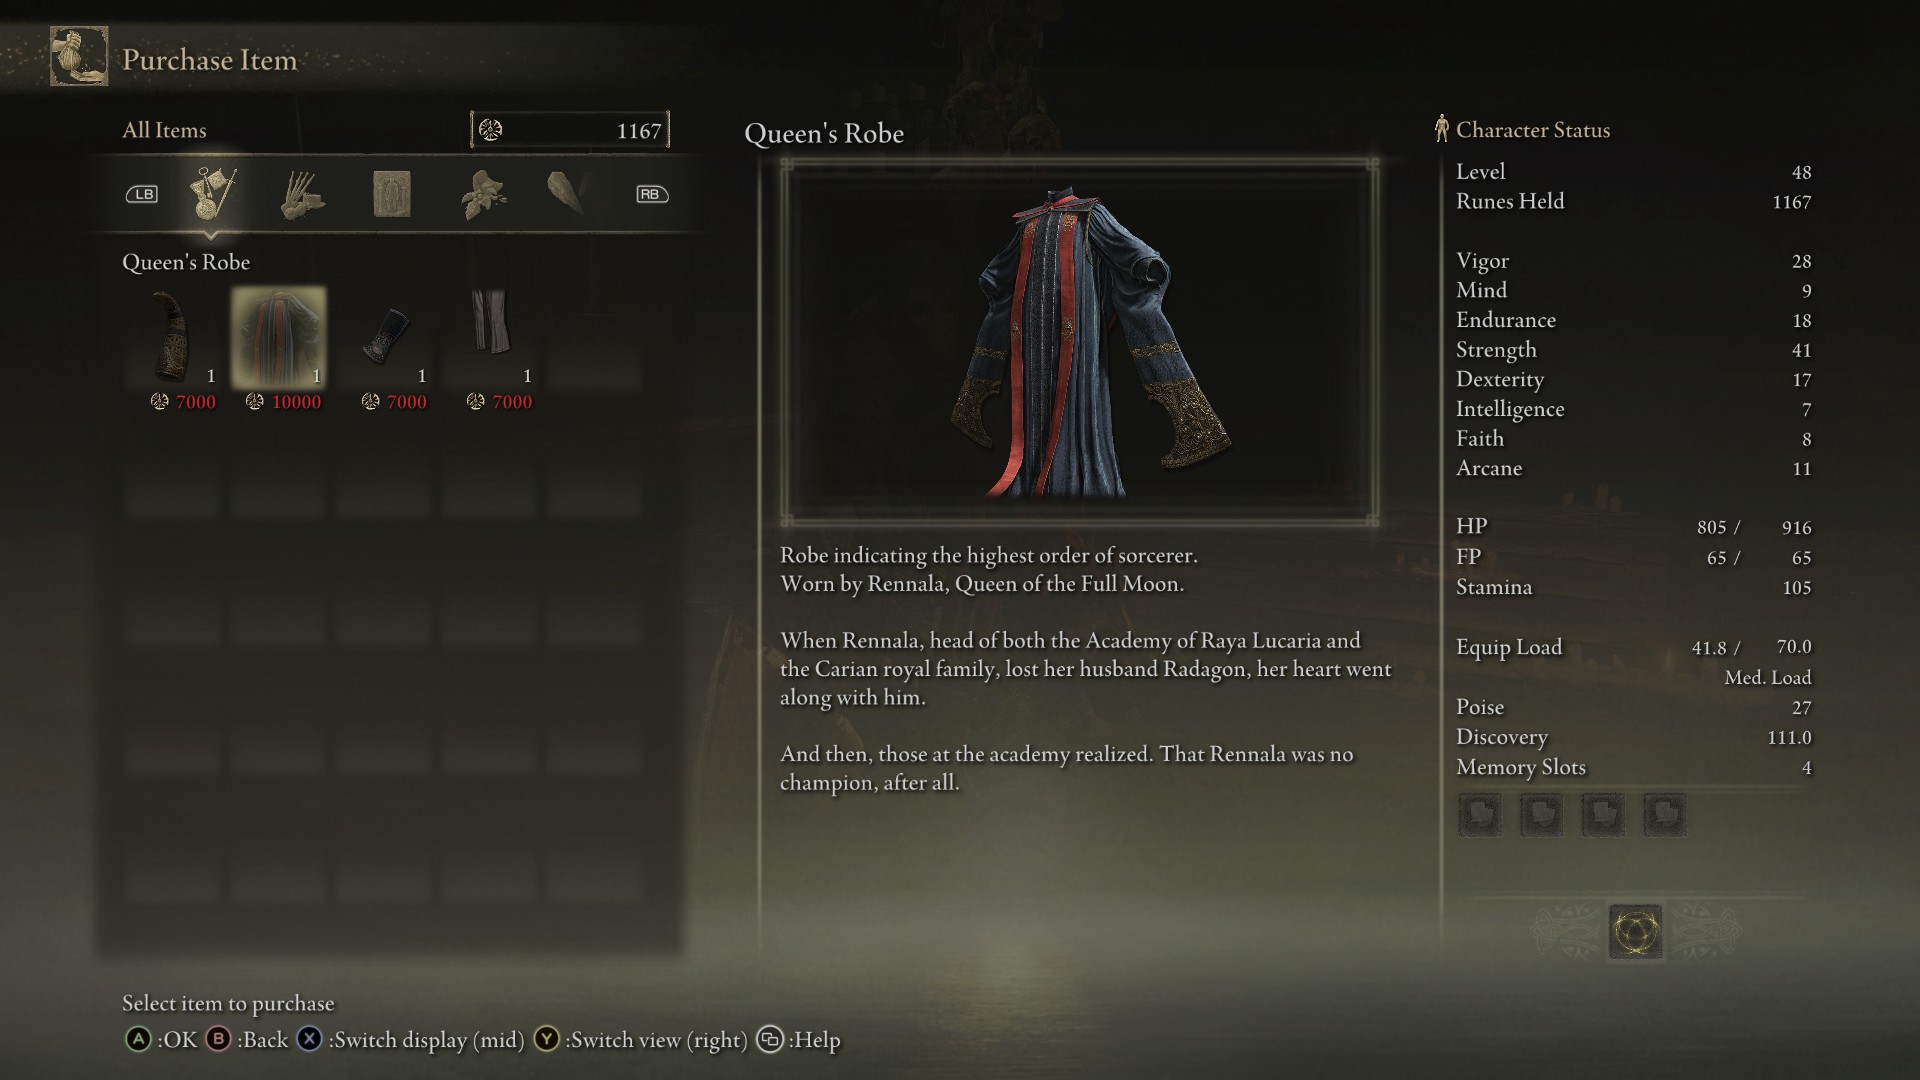 Purchase Item
All Items
1167
LB
RB
Queen's Robe
1
1
1
1
7000
10000
7000
7000
Queen's Robe
Robe indicating the highest order of sorcerer.
Worn by Rennala, Queen of the Full Moon.
When Rennala, head of both the Academy of Raya Lucaria and
the Carian royal family, lost her husband Radagon, her heart went
along with him.
And then, those at the academy realized. That Rennala was no
champion, after all.
Character Status
Level 48
Runes Held 1167
Vigor 28
Mind 9
Endurance 18
Strength 41
Dexterity 17
Intelligence 7
Faith 8
Arcane 11
HP 805 / 916
FP 65 / 65
Stamina 105
Equip Load 41.8 / 70.0
Med. Load
Poise 27
Discovery 111.0
Memory Slots 4
Select item to purchase
A :OK B :Back X :Switch display (mid) Y :Switch view (right) :Help